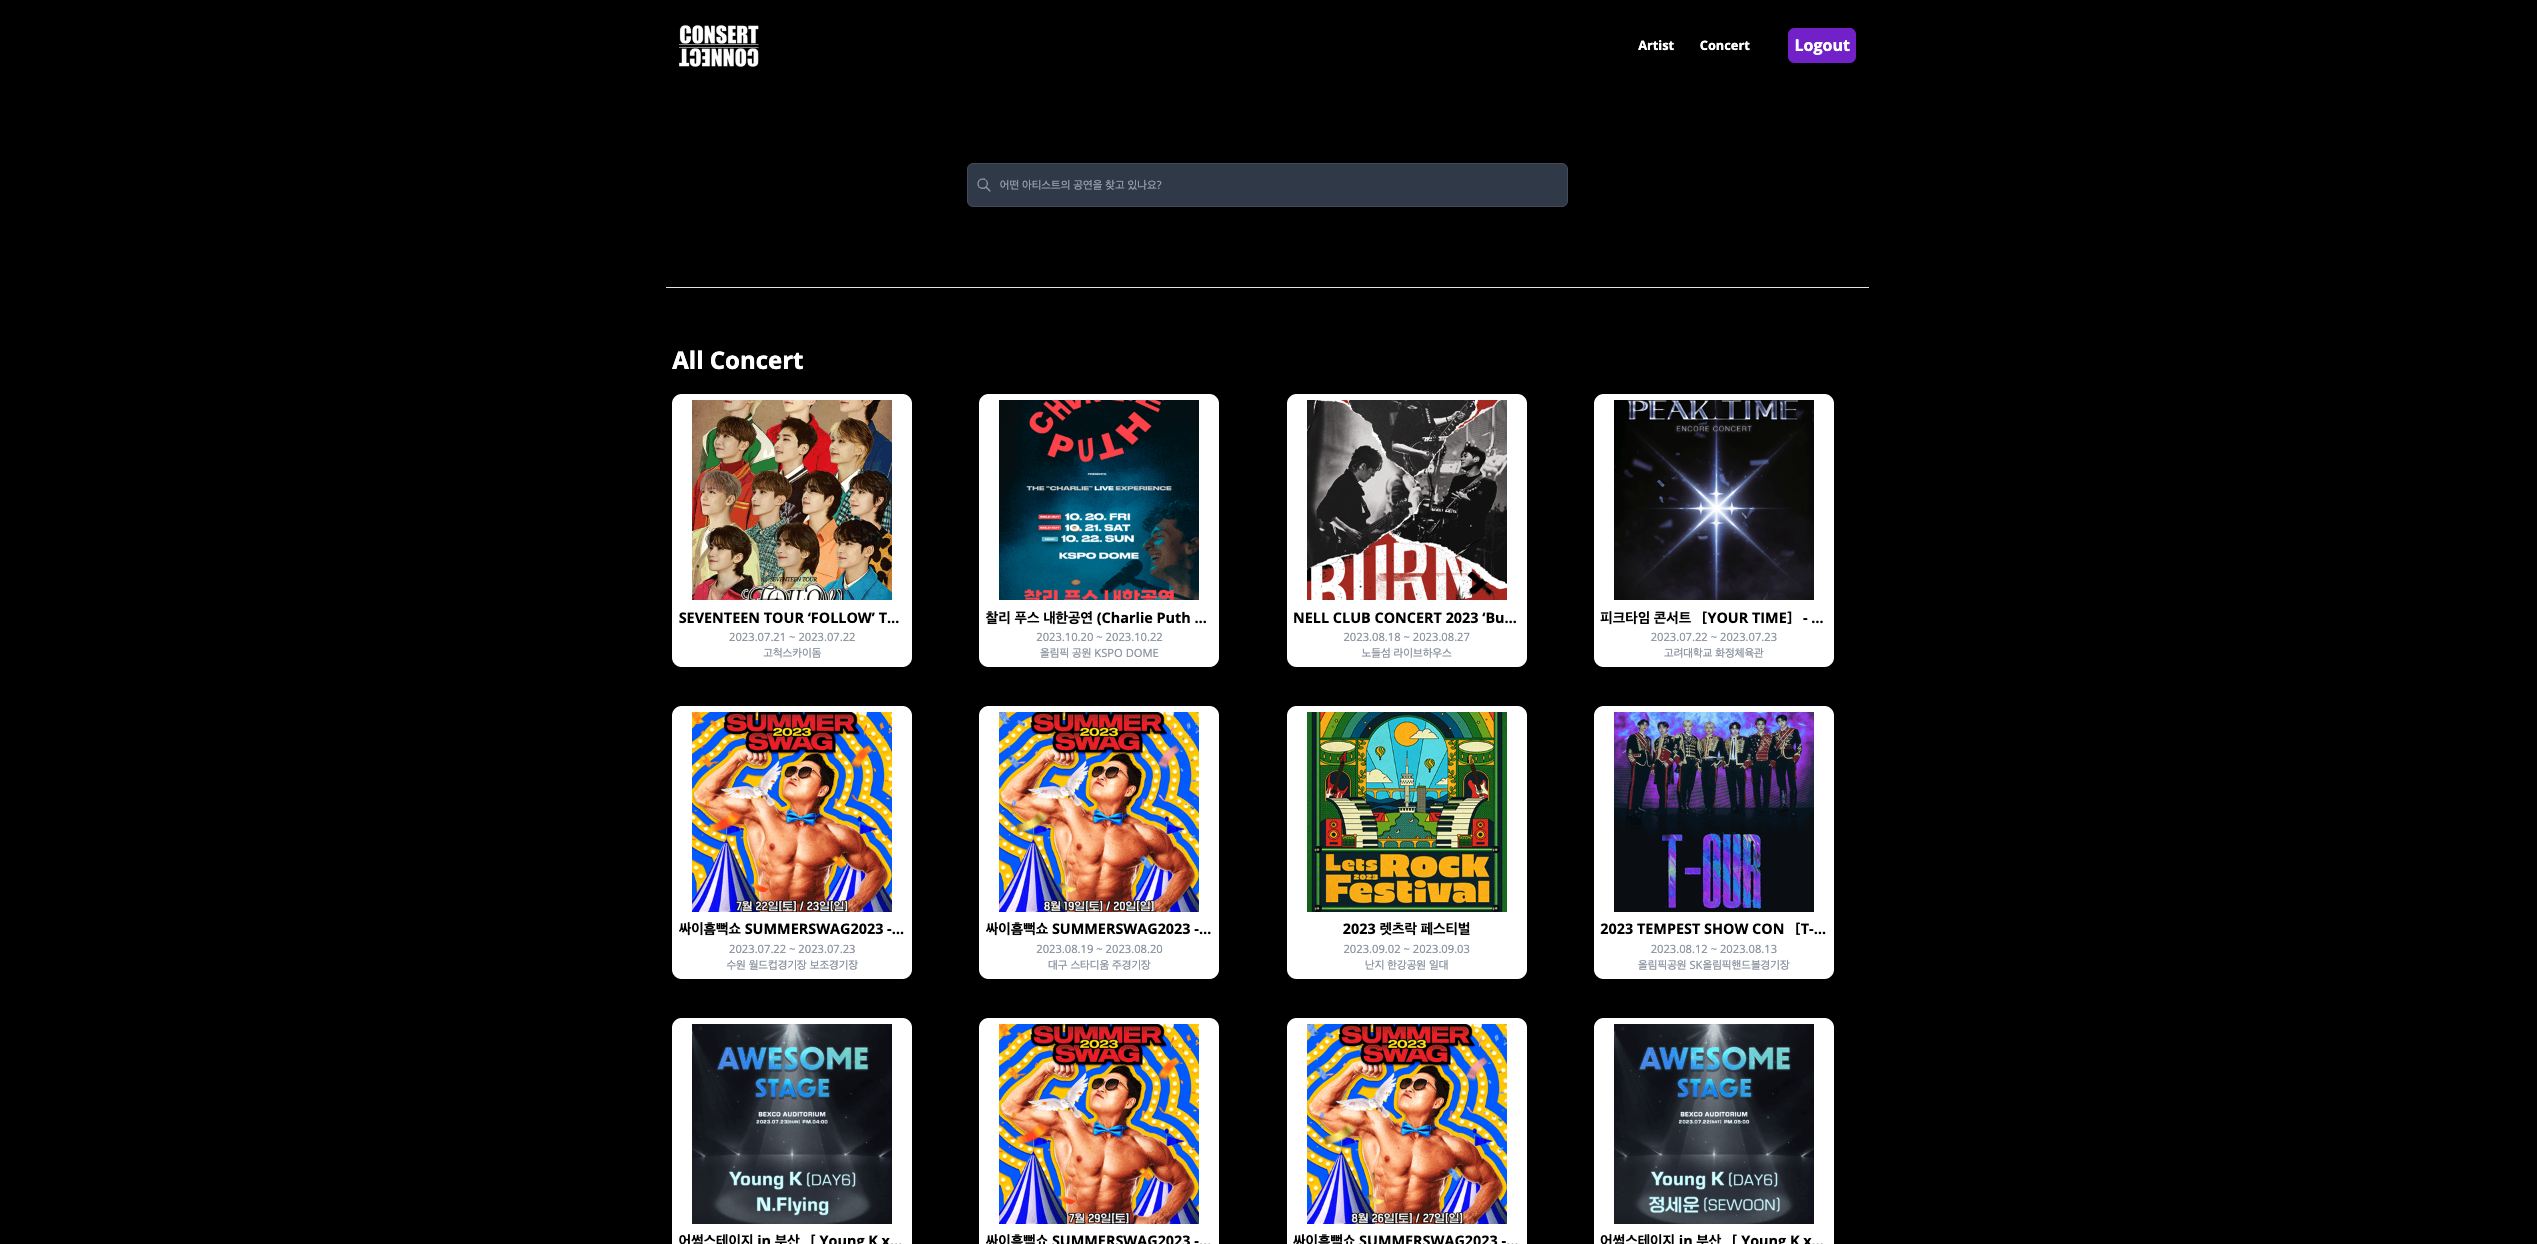 CONSERT
CONNECT
Artist
Concert
Logout
어떤 아티스트의 공연을 찾고 있나요?
All Concert
SEVENTEEN TOUR
PUTH
PRESENTS
THE "CHARLIE" LIVE EXPERIENCE
10. 20. FRI
10. 21. SAT
10. 22. SUN
KSPO DOME
찰리 푸스 내한공연
BURN
PEAK TIME
ENCORE CONCERT
SEVENTEEN TOUR ‘FOLLOW’ T...
2023.07.21 ~ 2023.07.22
고척스카이돔
찰리 푸스 내한공연 (Charlie Puth ...
2023.10.20 ~ 2023.10.22
올림픽 공원 KSPO DOME
NELL CLUB CONCERT 2023 ‘Bu...
2023.08.18 ~ 2023.08.27
노들섬 라이브하우스
피크타임 콘서트 ［YOUR TIME］ - ...
2023.07.22 ~ 2023.07.23
고려대학교 화정체육관
SUMMER
2023
SWAG
7월 22일[토] / 23일[일]
SUMMER
2023
SWAG
8월 19일[토] / 20일[일]
Lets Rock
2023
Festival
T-OUR
싸이흠뻑쇼 SUMMERSWAG2023 -...
2023.07.22 ~ 2023.07.23
수원 월드컵경기장 보조경기장
싸이흠뻑쇼 SUMMERSWAG2023 -...
2023.08.19 ~ 2023.08.20
대구 스타디움 주경기장
2023 렛츠락 페스티벌
2023.09.02 ~ 2023.09.03
난지 한강공원 일대
2023 TEMPEST SHOW CON ［T-...
2023.08.12 ~ 2023.08.13
올림픽공원 SK올림픽핸드볼경기장
AWESOME
STAGE
BEXCO AUDITORIUM
2023.07.23(SUN) PM.04:00
Young K (DAY6)
N.Flying
SUMMER
2023
SWAG
7월 29일[토]
SUMMER
2023
SWAG
8월 26일[토] / 27일[일]
AWESOME
STAGE
BEXCO AUDITORIUM
Young K (DAY6)
정세운 (SEWOON)
어썸스테이지 in 부산 ［ Young K x...
싸이흠뻑쇼 SUMMERSWAG2023 -...
싸이흠뻑쇼 SUMMERSWAG2023 -...
어썸스테이지 in 부산 ［ Young K x...